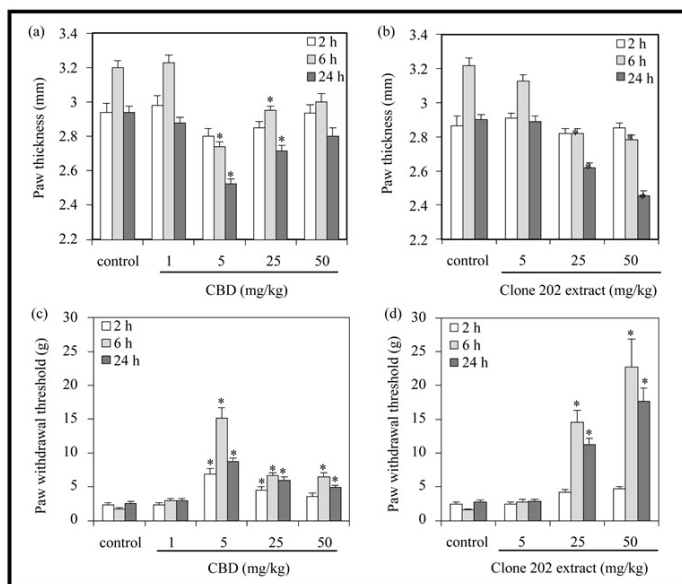 (a)
2 h
6 h
24 h
Paw thickness (mm)
3.4
3.2
3
2.8
2.6
2.4
2.2
* * * *
control 1 5 25 50
CBD (mg/kg)
(b)
2 h
6 h
24 h
Paw thickness (mm)
3.4
3.2
3
2.8
2.6
2.4
2.2
* * * *
control 5 25 50
Clone 202 extract (mg/kg)
(c)
2 h
6 h
24 h
Paw withdrawal threshold (g)
30
25
20
15
10
5
0
* * * * * * * *
control 1 5 25 50
CBD (mg/kg)
(d)
2 h
6 h
24 h
Paw withdrawal threshold (g)
30
25
20
15
10
5
0
* * * *
control 5 25 50
Clone 202 extract (mg/kg)